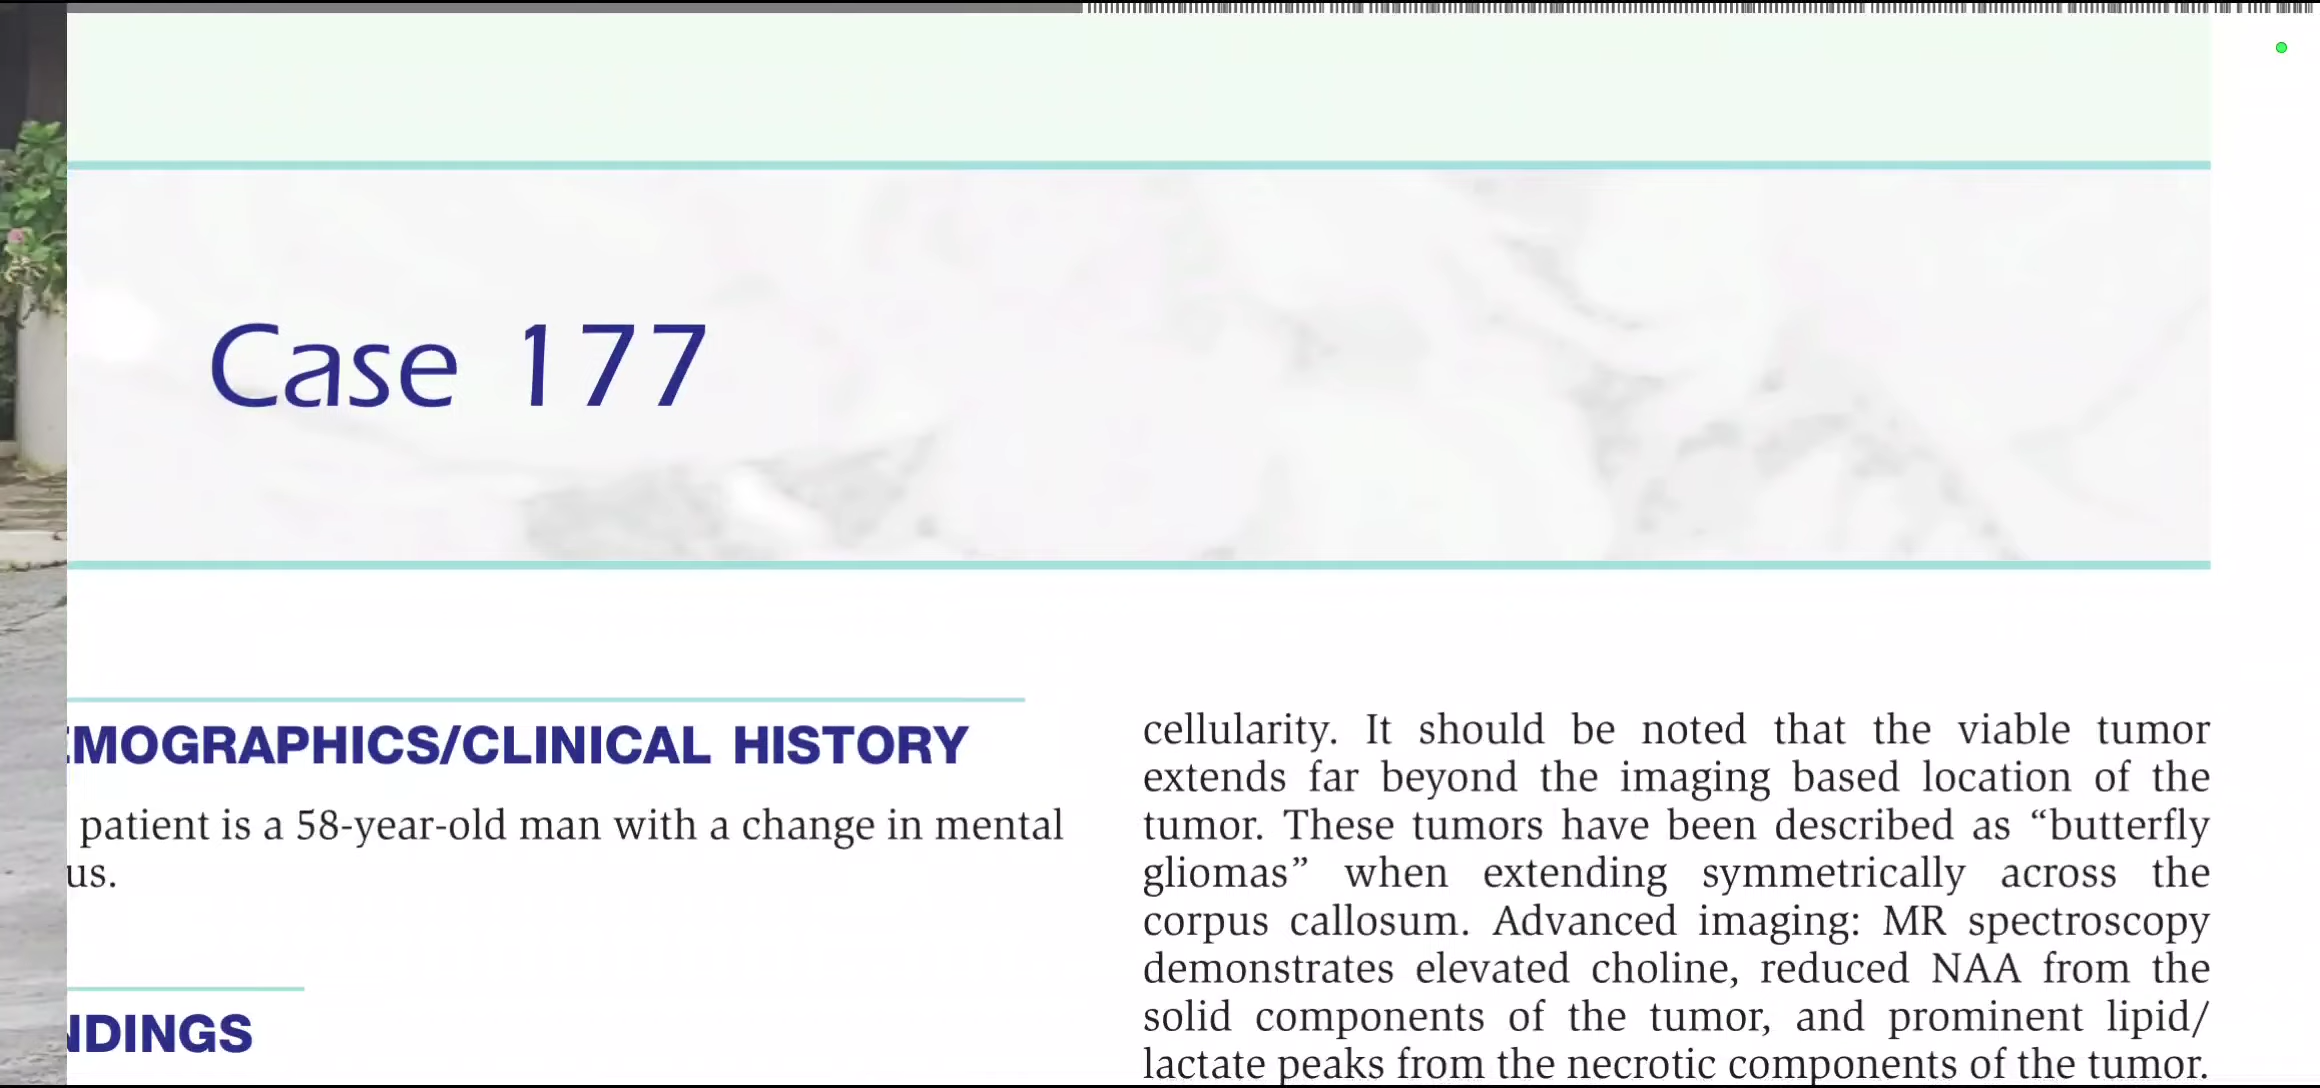 Case 177
EMOGRAPHICS/CLINICAL HISTORY
patient is a 58-year-old man with a change in mental
us.
NDINGS
cellularity. It should be noted that the viable tumor
extends far beyond the imaging based location of the
tumor. These tumors have been described as “butterfly
gliomas” when extending symmetrically across the
corpus callosum. Advanced imaging: MR spectroscopy
demonstrates elevated choline, reduced NAA from the
solid components of the tumor, and prominent lipid/
lactate peaks from the necrotic components of the tumor.